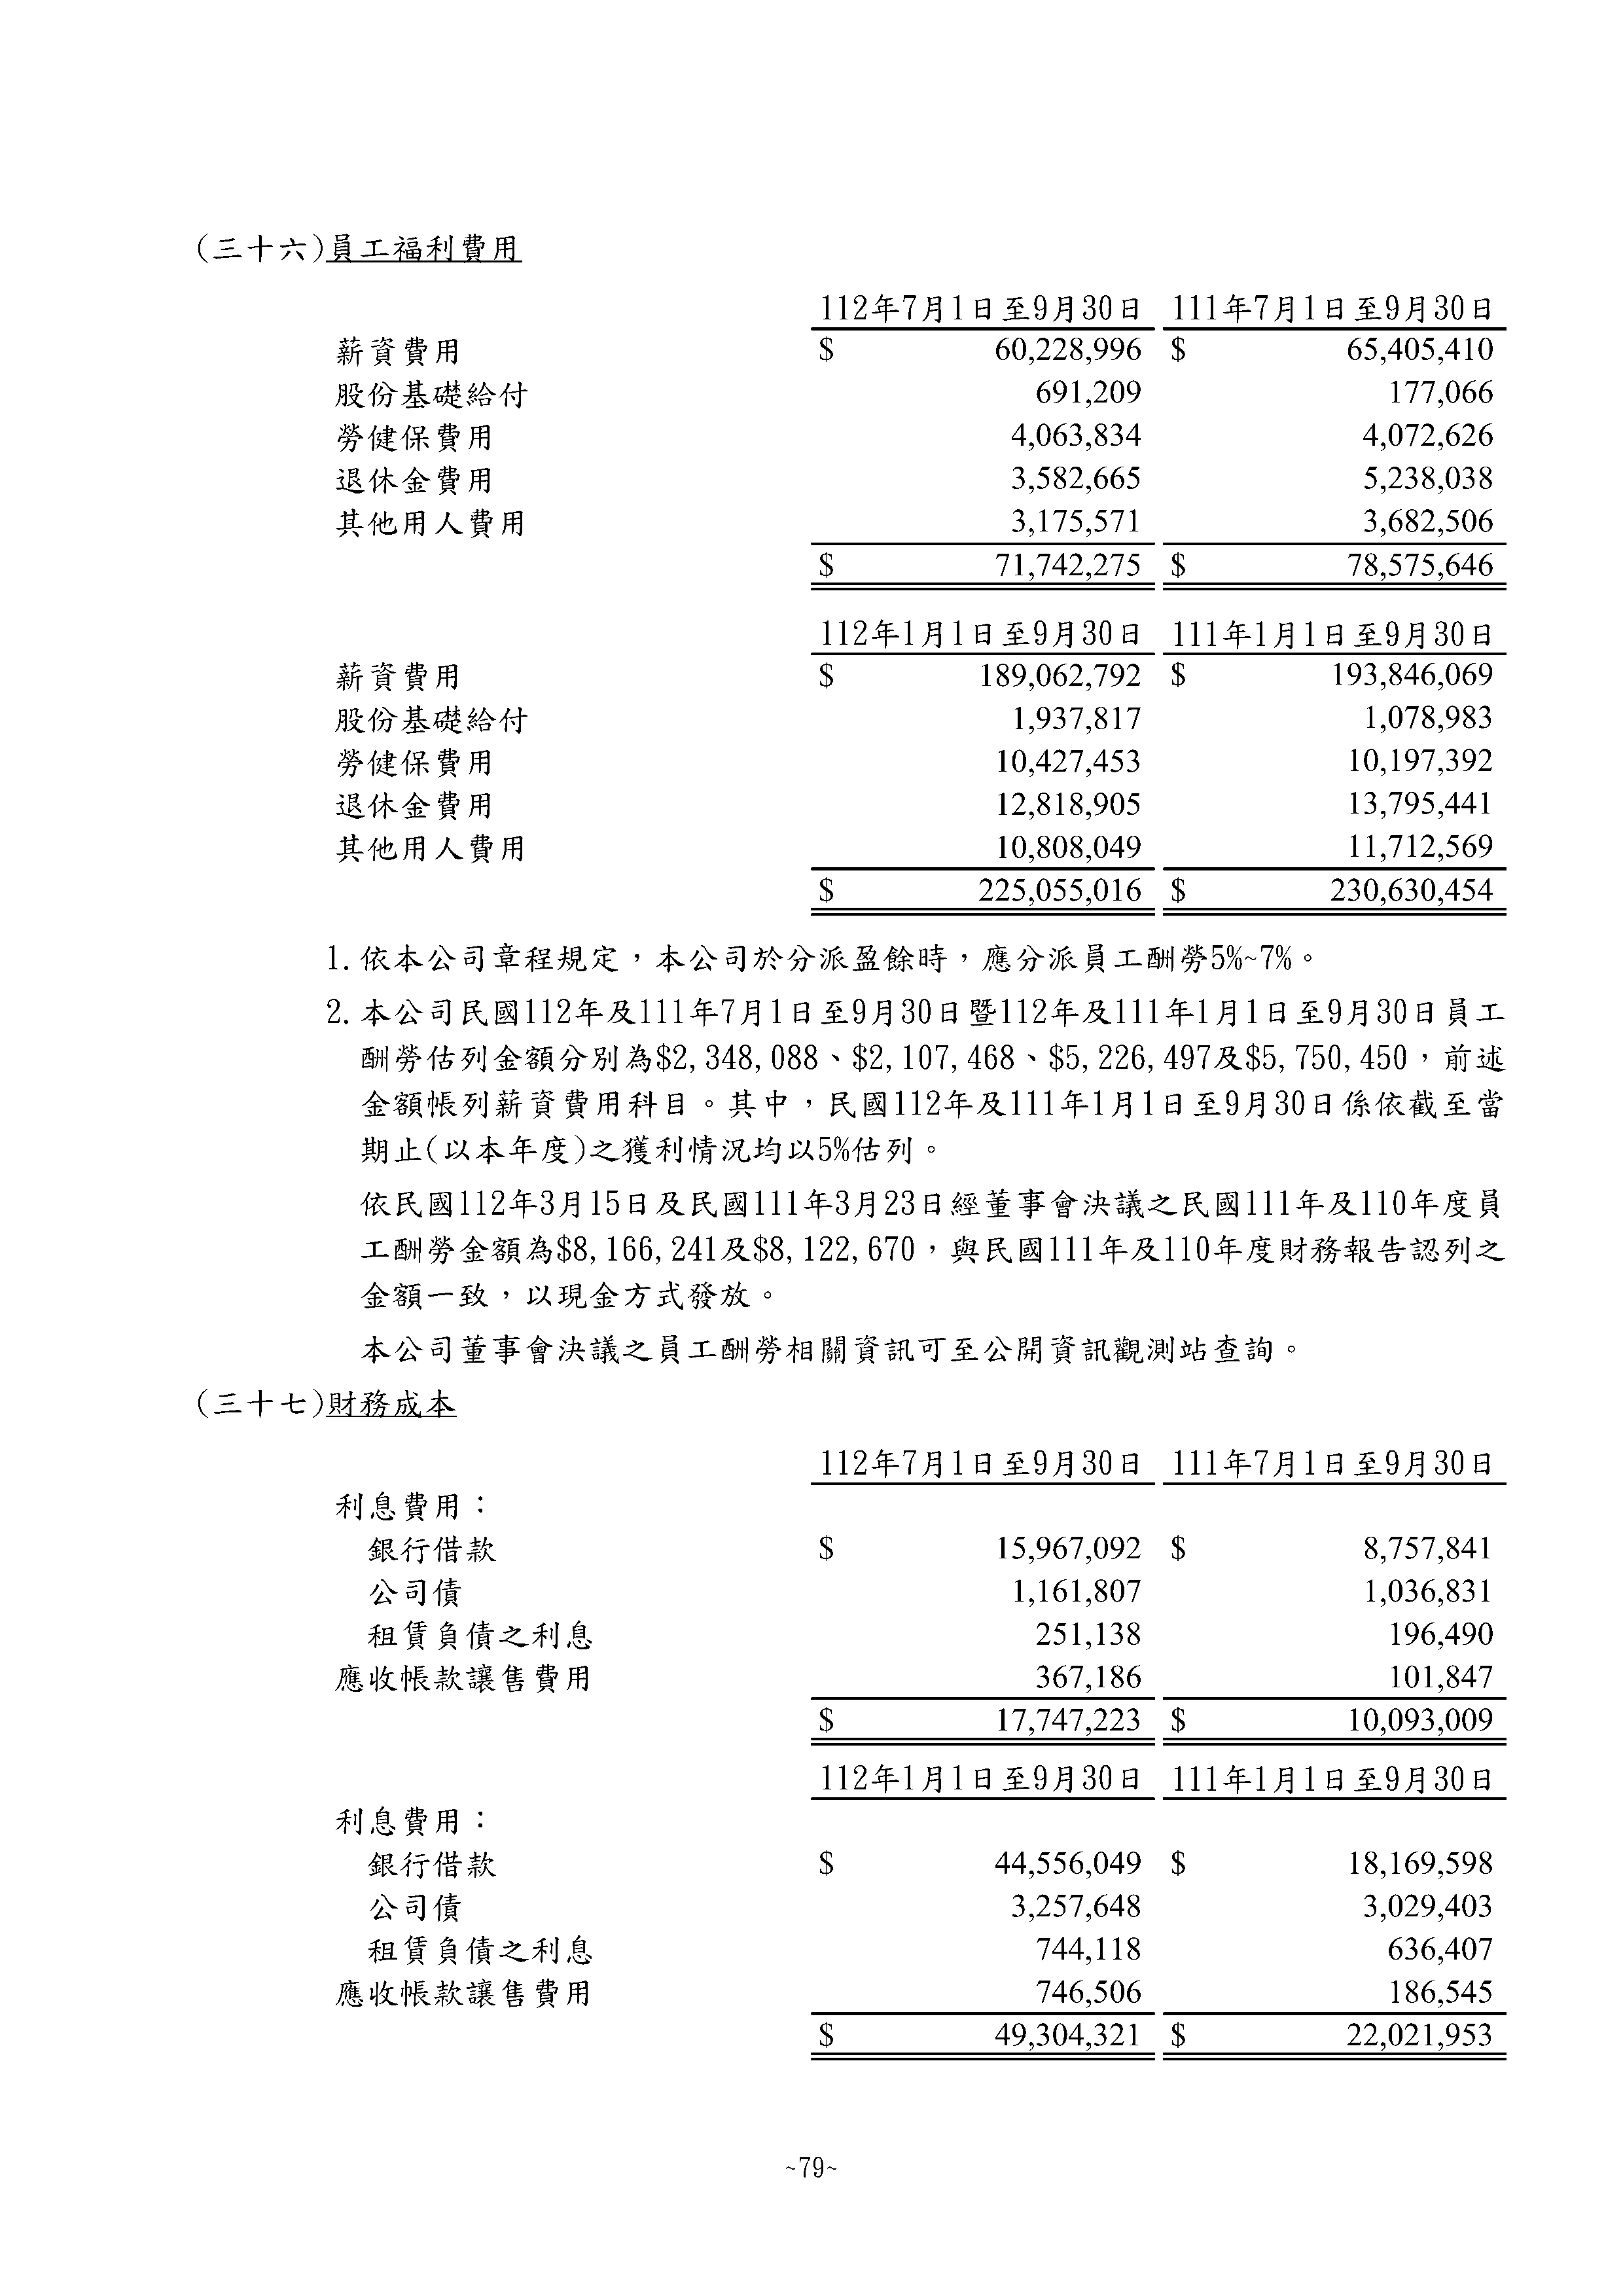 (三十六)員工福利費用
112年7月1日至9月30日 111年7月1日至9月30日
薪資費用 $ 60,228,996 $ 65,405,410
股份基礎給付 691,209 177,066
勞健保費用 4,063,834 4,072,626
退休金費用 3,582,665 5,238,038
其他用人費用 3,175,571 3,682,506
$ 71,742,275 $ 78,575,646
112年1月1日至9月30日 111年1月1日至9月30日
薪資費用 $ 189,062,792 $ 193,846,069
股份基礎給付 1,937,817 1,078,983
勞健保費用 10,427,453 10,197,392
退休金費用 12,818,905 13,795,441
其他用人費用 10,808,049 11,712,569
$ 225,055,016 $ 230,630,454
1.依本公司章程規定，本公司於分派盈餘時，應分派員工酬勞5%~7%。
2.本公司民國112年及111年7月1日至9月30日暨112年及111年1月1日至9月30日員工
酬勞估列金額分別為$2,348,088、$2,107,468、$5,226,497及$5,750,450，前述
金額帳列薪資費用科目。其中，民國112年及111年1月1日至9月30日係依截至當
期止(以本年度)之獲利情況均以5%估列。
依民國112年3月15日及民國111年3月23日經董事會決議之民國111年及110年度員
工酬勞金額為$8,166,241及$8,122,670，與民國111年及110年度財務報告認列之
金額一致，以現金方式發放。
本公司董事會決議之員工酬勞相關資訊可至公開資訊觀測站查詢。
(三十七)財務成本
112年7月1日至9月30日 111年7月1日至9月30日
利息費用：
銀行借款 $ 15,967,092 $ 8,757,841
公司債 1,161,807 1,036,831
租賃負債之利息 251,138 196,490
應收帳款讓售費用 367,186 101,847
$ 17,747,223 $ 10,093,009
112年1月1日至9月30日 111年1月1日至9月30日
利息費用：
銀行借款 $ 44,556,049 $ 18,169,598
公司債 3,257,648 3,029,403
租賃負債之利息 744,118 636,407
應收帳款讓售費用 746,506 186,545
$ 49,304,321 $ 22,021,953
~79~